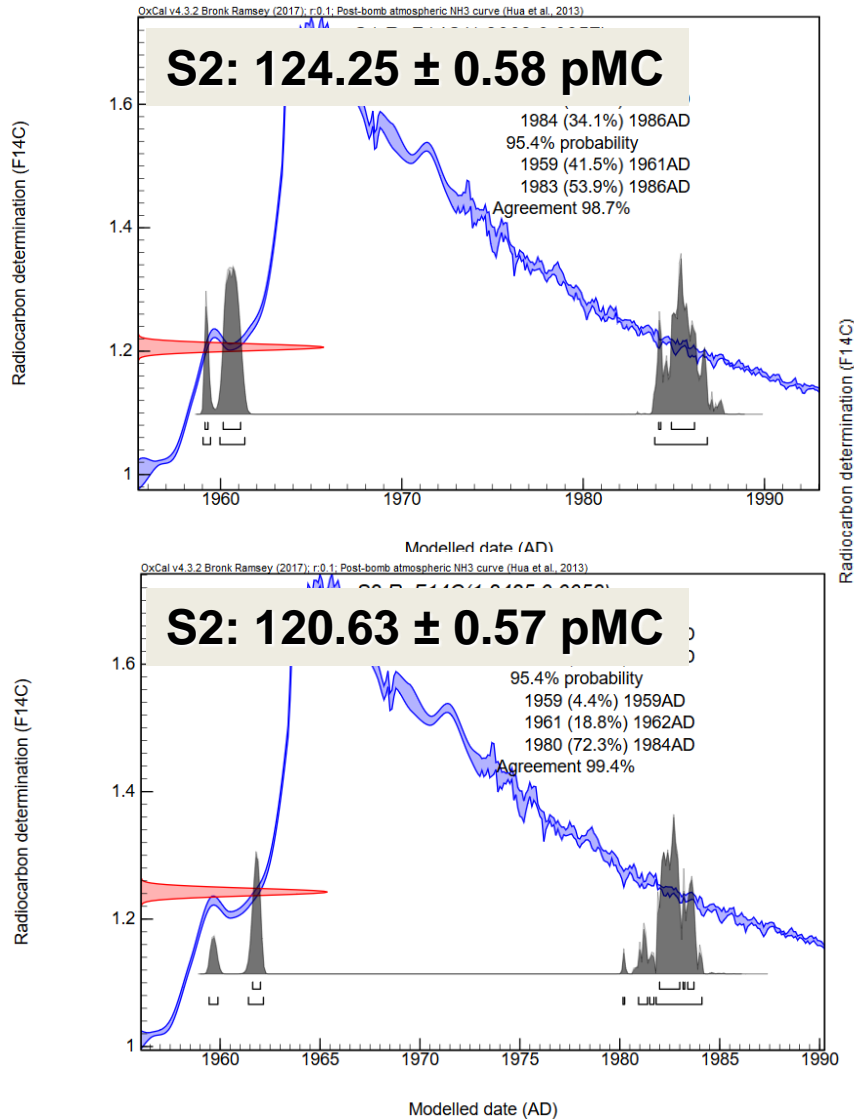 OxCal v4.3.2 Bronk Ramsey (2017); r:0.1; Post-bomb atmospheric NH3 curve (Hua et al., 2013)
S2: 124.25 ± 0.58 pMC
1984 (34.1%) 1986AD
95.4% probability
1959 (41.5%) 1961AD
1983 (53.9%) 1986AD
Agreement 98.7%
Radiocarbon determination (F14C)
1.6
1.4
1.2
1
1960 1970 1980 1990
Modelled date (AD)
Radiocarbon determination (F14C)
OxCal v4.3.2 Bronk Ramsey (2017); r:0.1; Post-bomb atmospheric NH3 curve (Hua et al., 2013)
S2: 120.63 ± 0.57 pMC
95.4% probability
1959 (4.4%) 1959AD
1961 (18.8%) 1962AD
1980 (72.3%) 1984AD
Agreement 99.4%
Radiocarbon determination (F14C)
1.6
1.4
1.2
1
1960 1965 1970 1975 1980 1985 1990
Modelled date (AD)